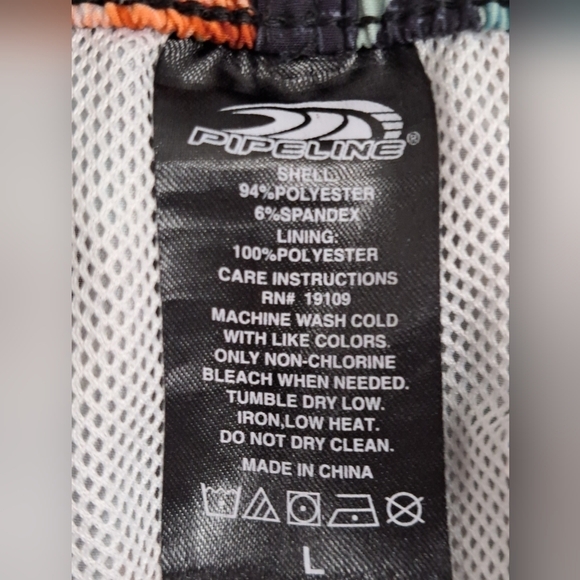 PIPELINE®
SHELL
94%POLYESTER
6%SPANDEX
LINING:
100%POLYESTER
CARE INSTRUCTIONS
RN# 19109
MACHINE WASH COLD
WITH LIKE COLORS.
ONLY NON-CHLORINE
BLEACH WHEN NEEDED.
TUMBLE DRY LOW.
IRON,LOW HEAT.
DO NOT DRY CLEAN.
MADE IN CHINA
L